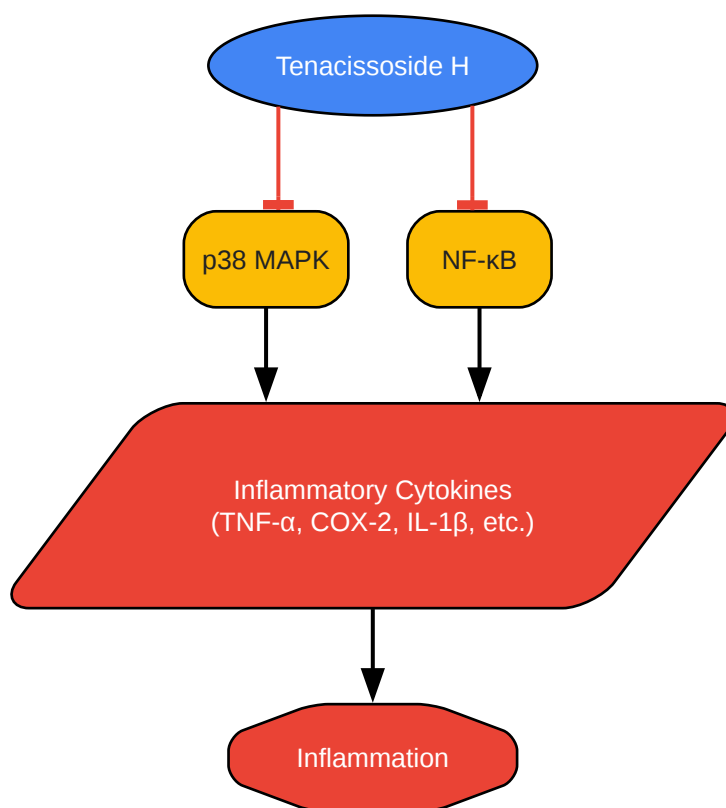 Tenacissoside H
p38 MAPK
NF-κB
Inflammatory Cytokines
(TNF-α, COX-2, IL-1β, etc.)
Inflammation